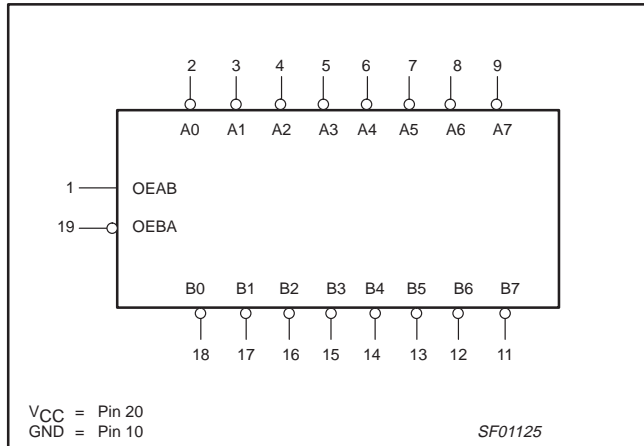 2 3 4 5 6 7 8 9
A0 A1 A2 A3 A4 A5 A6 A7
1 OEAB
19 OEBA
B0 B1 B2 B3 B4 B5 B6 B7
18 17 16 15 14 13 12 11
VCC = Pin 20
GND = Pin 10
SF01125